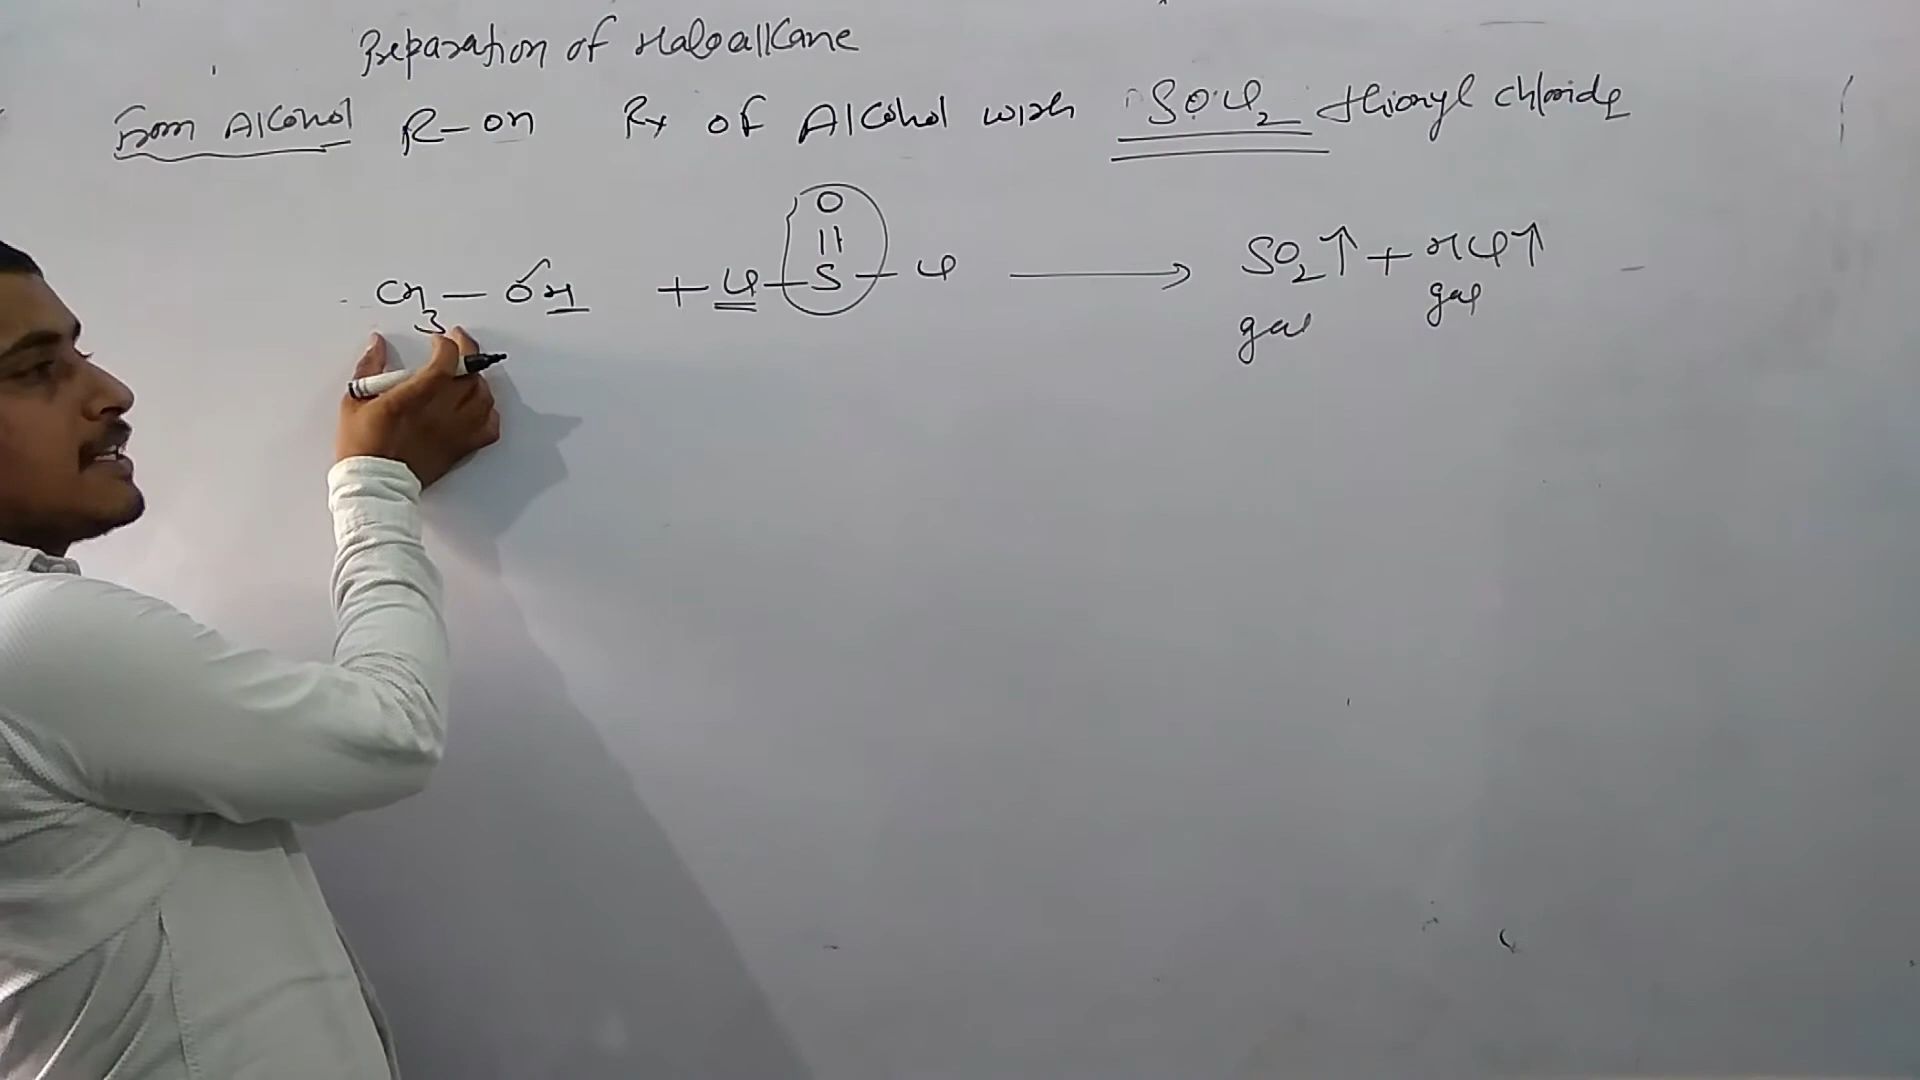 Preparation of Haloalkane
From Alcohol R-OH Rx of Alcohol with SOCl2 thionyl chloride
CH3 - OH + Cl - S - Cl → SO2↑ + HCl↑
O
||
gas gas